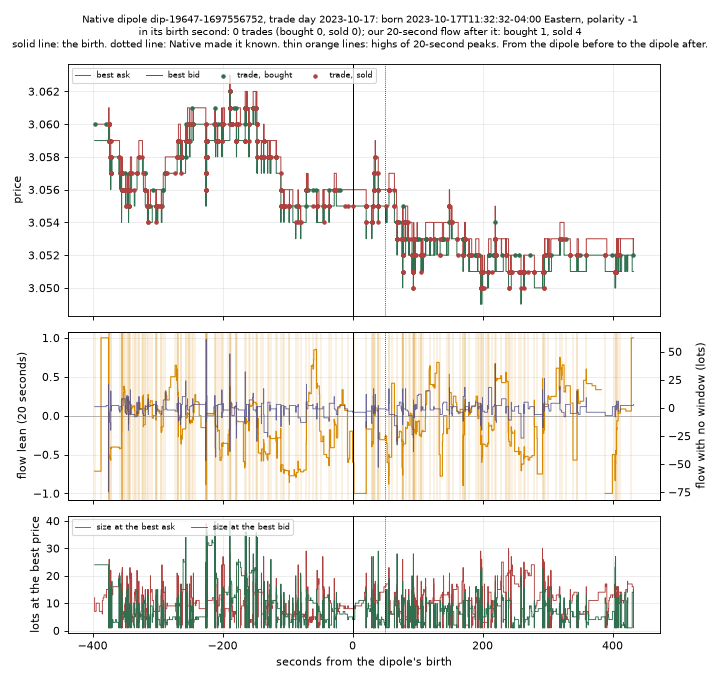 Native dipole dip-19647-1697556752, trade day 2023-10-17: born 2023-10-17T11:32:32-04:00 Eastern, polarity -1
in its birth second: 0 trades (bought 0, sold 0); our 20-second flow after it: bought 1, sold 4
solid line: the birth. dotted line: Native made it known. thin orange lines: highs of 20-second peaks. From the dipole before to the dipole after.
best ask
best bid
trade, bought
trade, sold
3.062
3.060
3.058
3.056
3.054
3.052
3.050
price
1.0
0.5
0.0
−0.5
−1.0
flow lean (20 seconds)
50
25
0
−25
−50
−75
flow with no window (lots)
size at the best ask
size at the best bid
40
30
20
10
0
lots at the best price
−400
−200
0
200
400
seconds from the dipole's birth